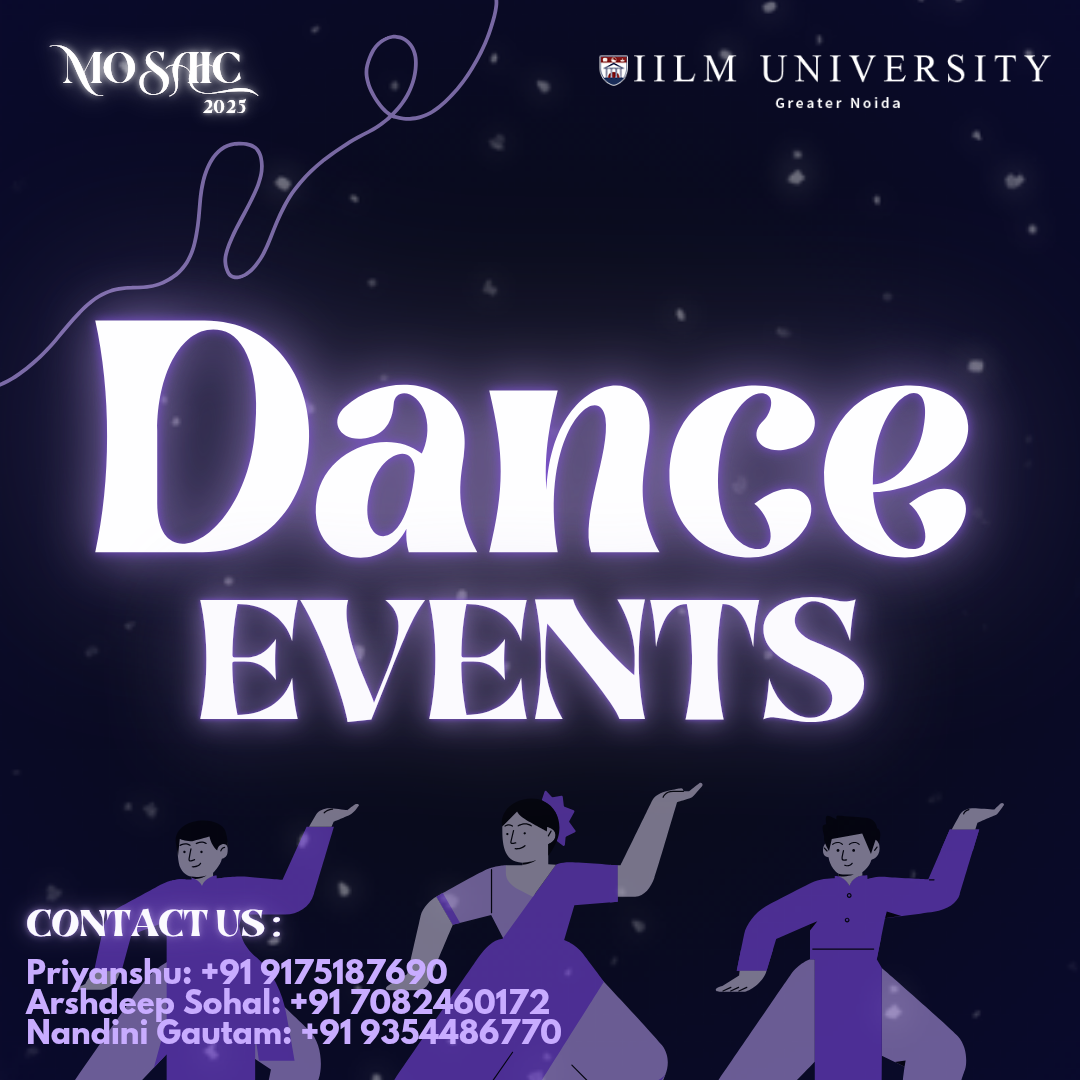 MOSAIC
2025
IILM UNIVERSITY
Greater Noida
Dance
EVENTS
CONTACT US :
Priyanshu: +91 9175187690
Arshdeep Sohal: +91 7082460172
Nandini Gautam: +91 9354486770